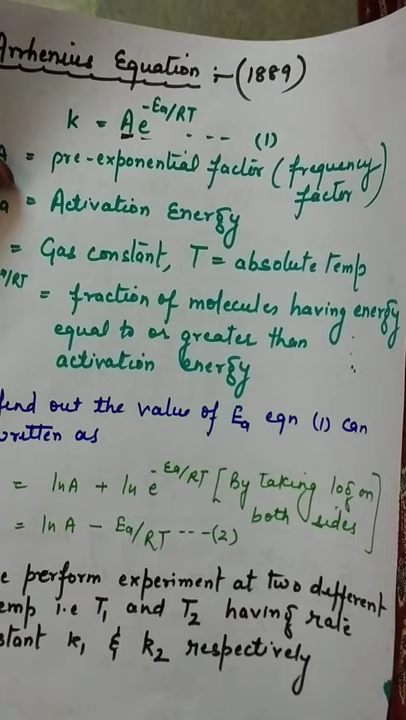 Arrhenius Equation :- (1889)
k = Ae^-Ea/RT --- (1)
A = pre-exponential factor (frequency
factor)
a = Activation Energy
= Gas constant, T = absolute Temp
a/RT = fraction of molecules having energy
equal to or greater than
activation energy
find out the value of Ea eqn (1) can
written as
= lnA + ln e^-Ea/RT [By taking log on
both sides]
= ln A - Ea/RT ---(2)
e perform experiment at two different
emp i.e T1 and T2 having rate
stant k1 & k2 respectively